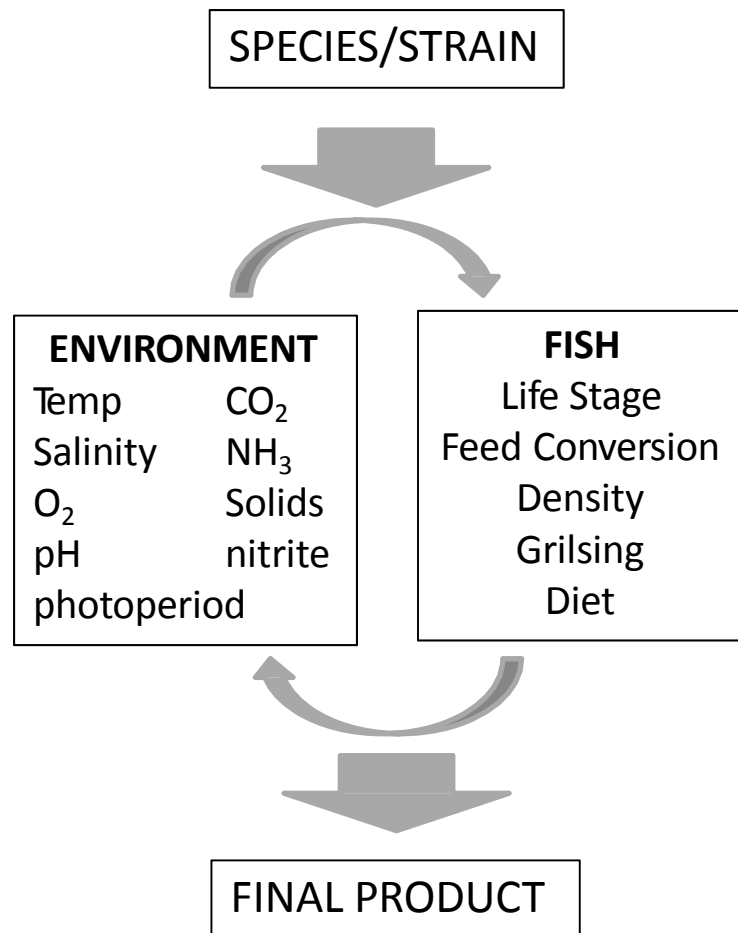 SPECIES/STRAIN
ENVIRONMENT
Temp CO₂
Salinity NH₃
O₂ Solids
pH nitrite
photoperiod
FISH
Life Stage
Feed Conversion
Density
Grilsing
Diet
FINAL PRODUCT